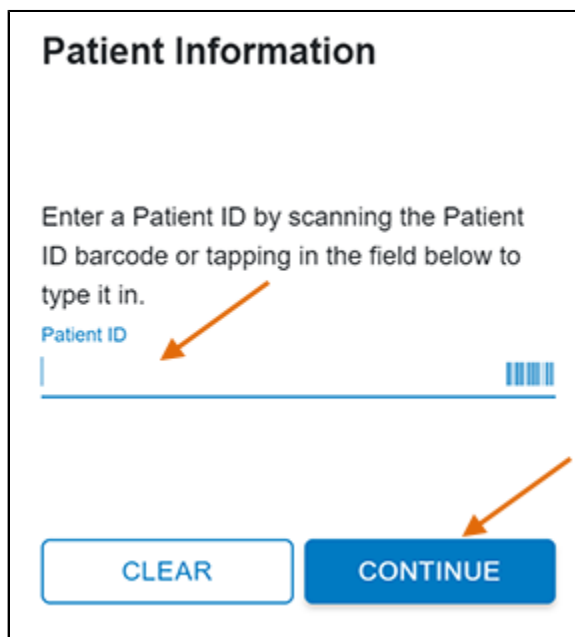 Patient Information
Enter a Patient ID by scanning the Patient
ID barcode or tapping in the field below to
type it in.
Patient ID
CLEAR
CONTINUE